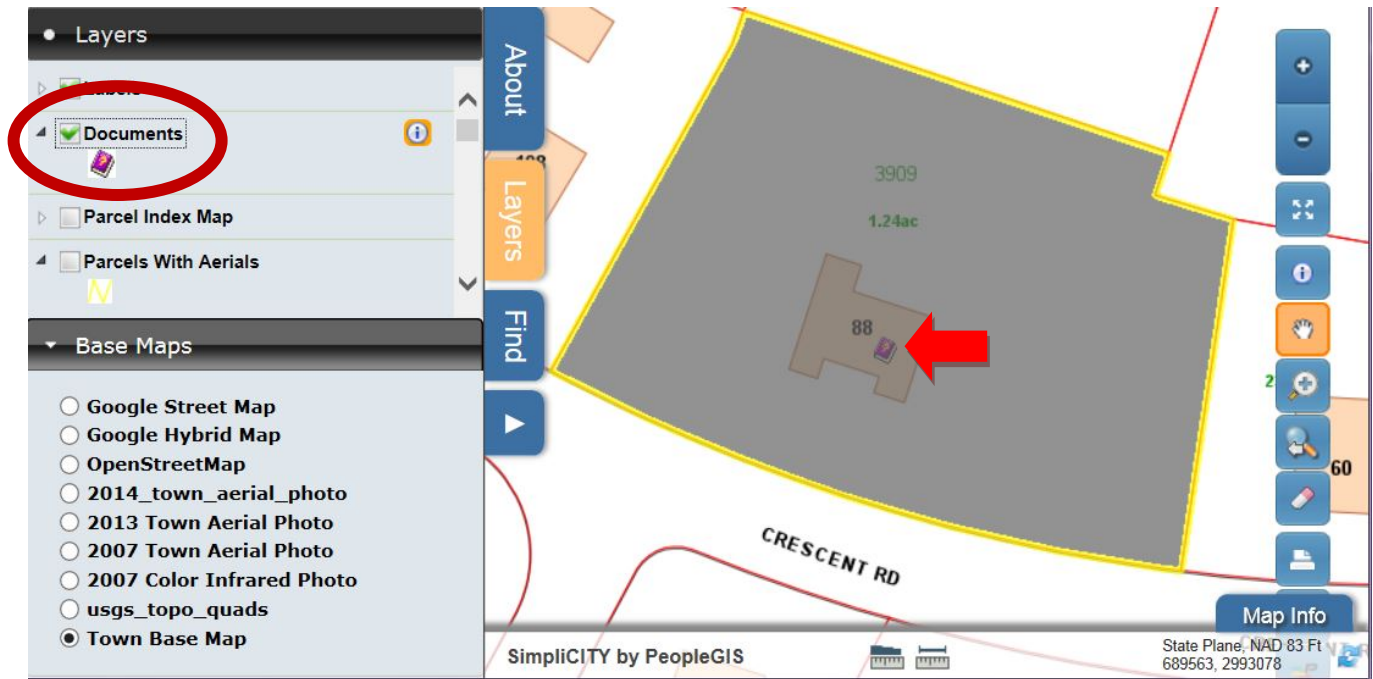 Layers
Labels
Documents
Parcel Index Map
Parcels With Aerials
Base Maps
Google Street Map
Google Hybrid Map
OpenStreetMap
2014_town_aerial_photo
2013 Town Aerial Photo
2007 Town Aerial Photo
2007 Color Infrared Photo
usgs_topo_quads
Town Base Map
About
Layers
Find
3909
1.24ac
88
60
CRESCENT RD
Map Info
SimpliCITY by PeopleGIS
State Plane, NAD 83 Ft
689563, 2993078